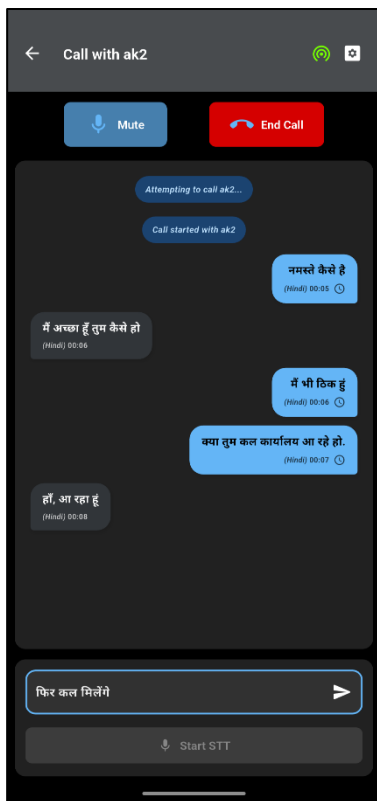 Call with ak2
Mute
End Call
Attempting to call ak2...
Call started with ak2
नमस्ते कैसे है
(Hindi) 00:05
मैं अच्छा हूँ तुम कैसे हो
(Hindi) 00:06
मैं भी ठिक हुं
(Hindi) 00:06
क्या तुम कल कार्यालय आ रहे हो.
(Hindi) 00:07
हाँ, आ रहा हूं
(Hindi) 00:08
फिर कल मिलेंगे
Start STT